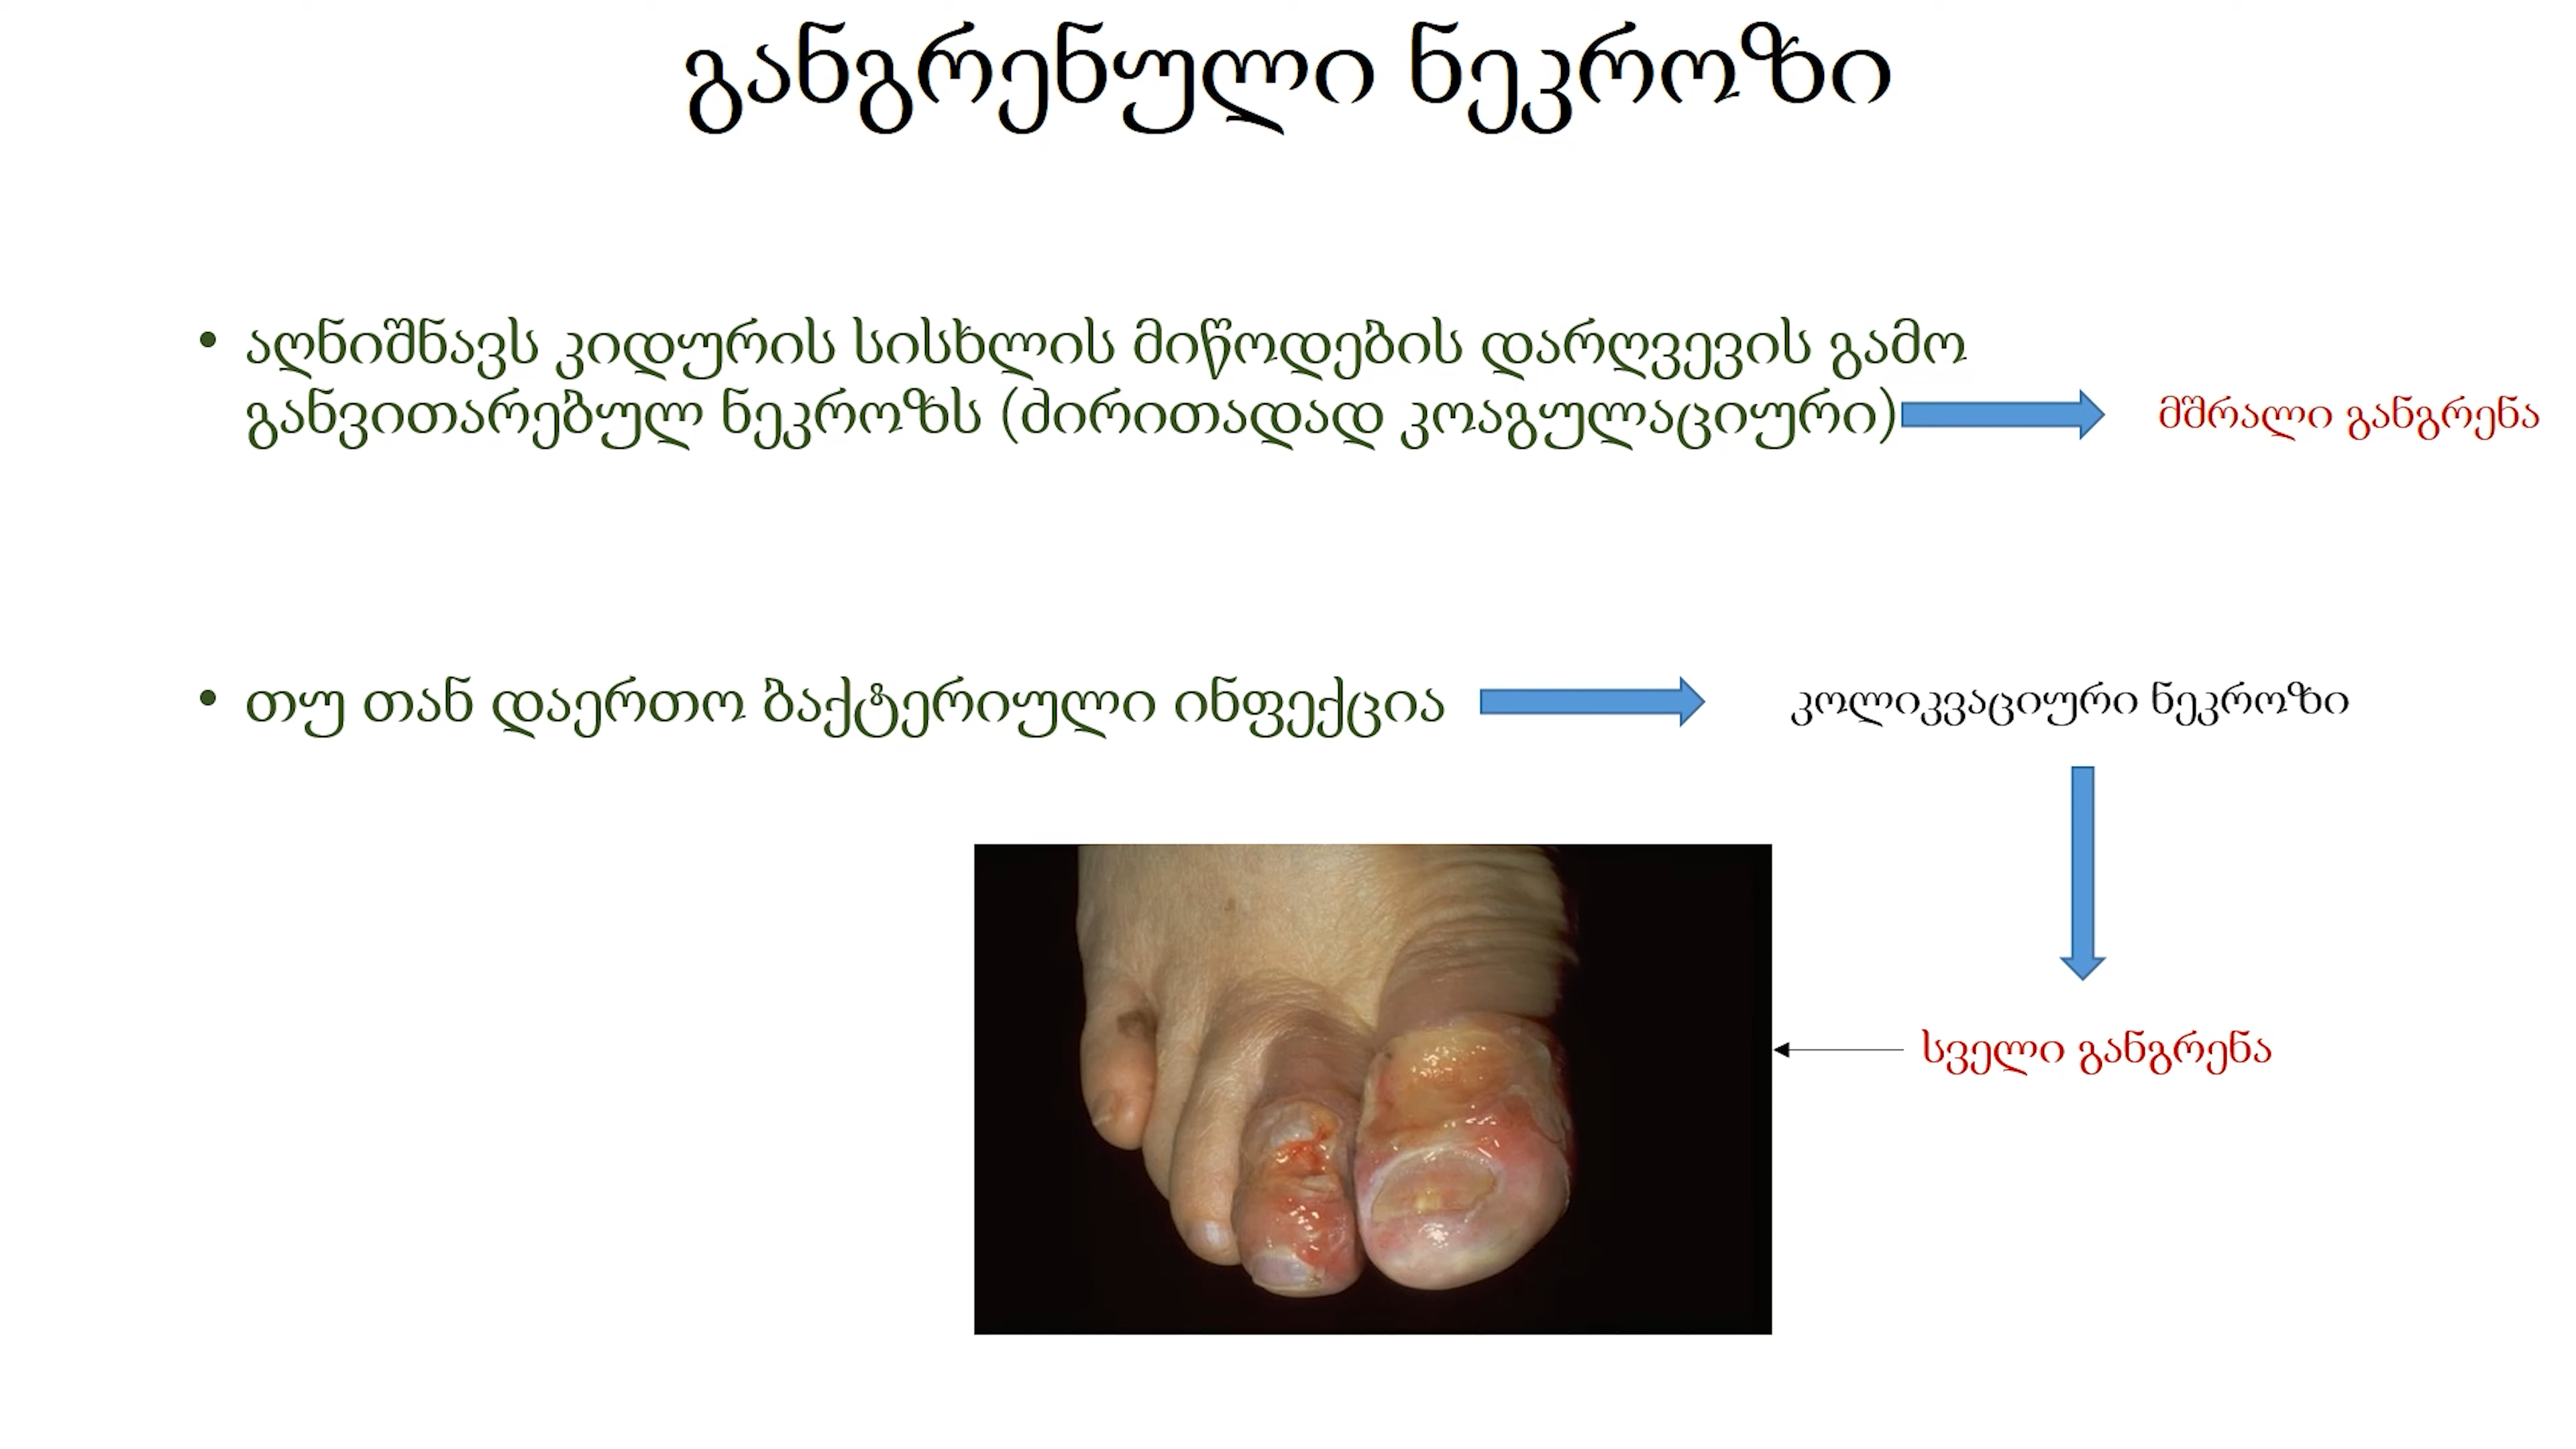 განგრენული ნეკროზი
• აღნიშნავს კიდურის სისხლის მიწოდების დარღვევის გამო
განვითარებულ ნეკროზს (ძირითადად კოაგულაციური)
მშრალი განგრენა
• თუ თან დაერთო ბაქტერიული ინფექცია
კოლიკვაციური ნეკროზი
სველი განგრენა